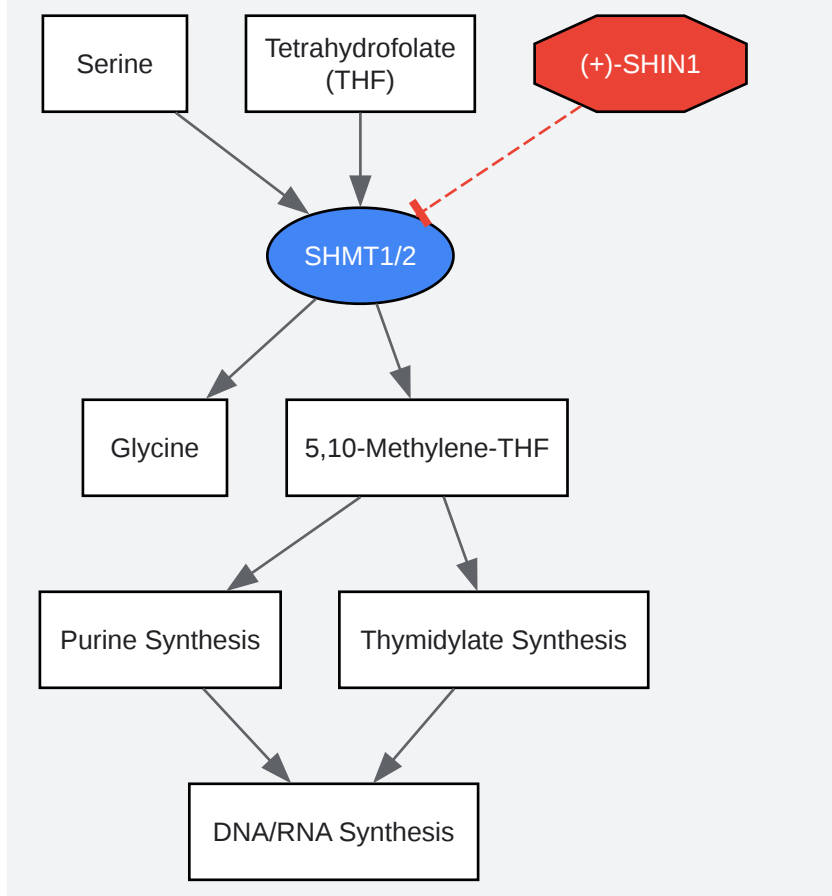 Serine
Tetrahydrofolate
(THF)
(+)-SHIN1
SHMT1/2
Glycine
5,10-Methylene-THF
Purine Synthesis
Thymidylate Synthesis
DNA/RNA Synthesis